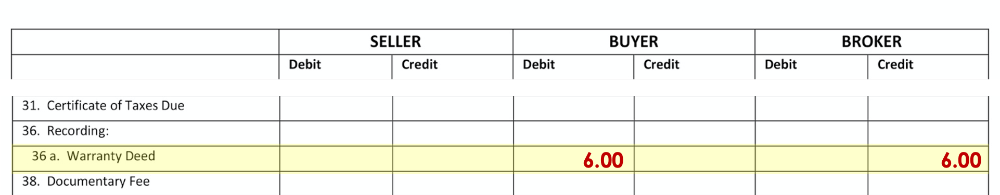 SELLER BUYER BROKER
Debit Credit Debit Credit Debit Credit
31. Certificate of Taxes Due
36. Recording:
36 a. Warranty Deed 6.00 6.00
38. Documentary Fee